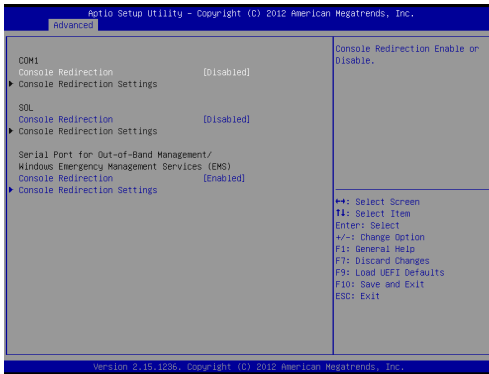 Aptio Setup Utility – Copyright (C) 2012 American Megatrends, Inc.
Advanced
COM1
Console Redirection [Disabled]
▶ Console Redirection Settings
SOL
Console Redirection [Disabled]
▶ Console Redirection Settings
Serial Port for Out-of-Band Management/
Windows Emergency Management Services (EMS)
Console Redirection [Enabled]
▶ Console Redirection Settings
Console Redirection Enable or
Disable.
↔: Select Screen
↑↓: Select Item
Enter: Select
+/-: Change Option
F1: General Help
F7: Discard Changes
F9: Load UEFI Defaults
F10: Save and Exit
ESC: Exit
Version 2.15.1236. Copyright (C) 2012 American Megatrends, Inc.